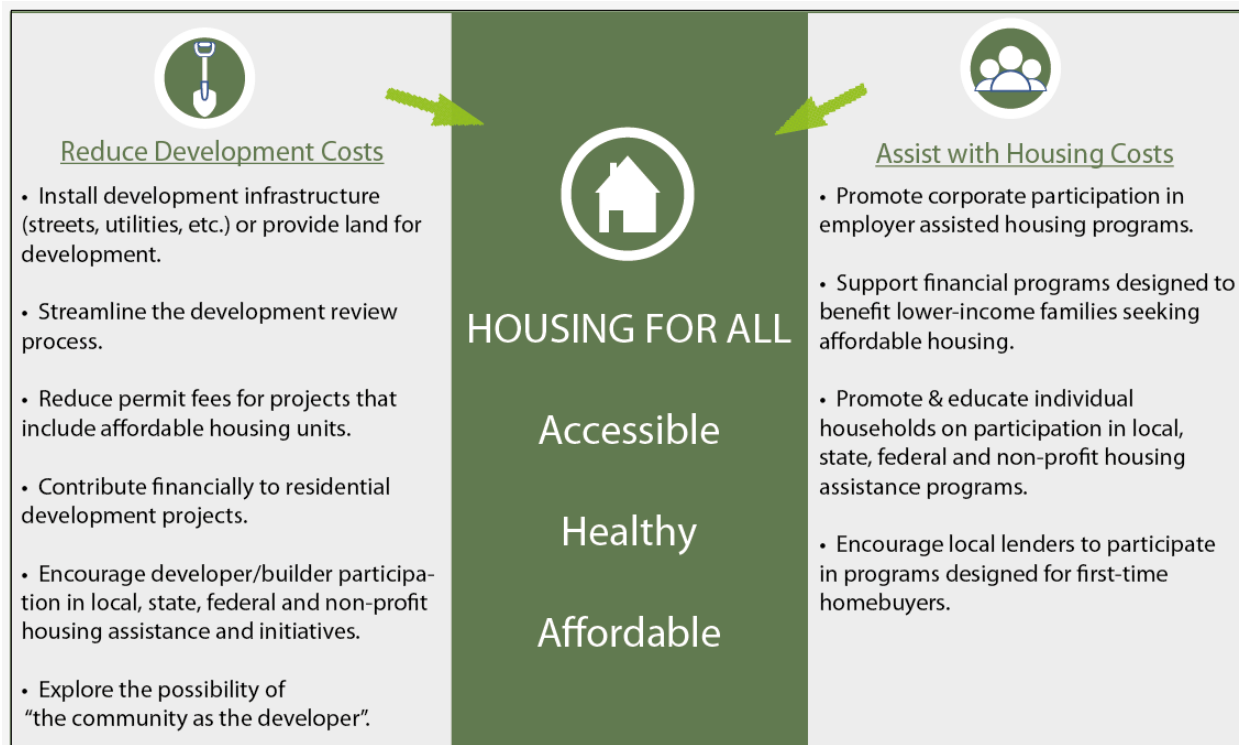 Reduce Development Costs
• Install development infrastructure
(streets, utilities, etc.) or provide land for
development.
• Streamline the development review
process.
• Reduce permit fees for projects that
include affordable housing units.
• Contribute financially to residential
development projects.
• Encourage developer/builder participa-
tion in local, state, federal and non-profit
housing assistance and initiatives.
• Explore the possibility of
“the community as the developer”.
HOUSING FOR ALL
Accessible
Healthy
Affordable
Assist with Housing Costs
• Promote corporate participation in
employer assisted housing programs.
• Support financial programs designed to
benefit lower-income families seeking
affordable housing.
• Promote & educate individual
households on participation in local,
state, federal and non-profit housing
assistance programs.
• Encourage local lenders to participate
in programs designed for first-time
homebuyers.